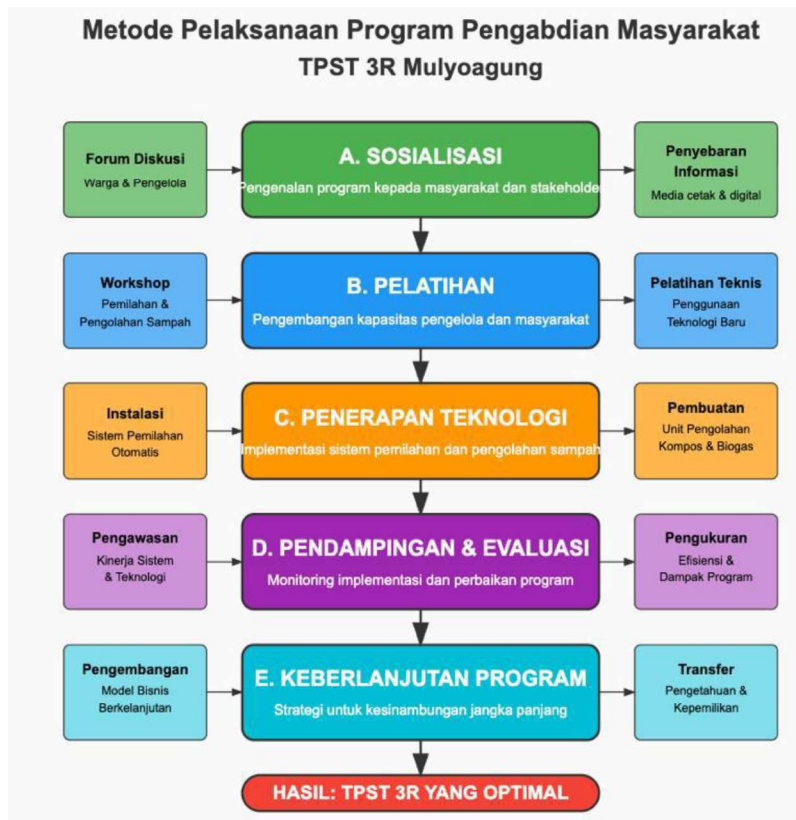 Metode Pelaksanaan Program Pengabdian Masyarakat
TPST 3R Mulyoagung
Forum Diskusi
Warga & Pengelola
A. SOSIALISASI
Pengenalan program kepada masyarakat dan stakeholde
Penyebaran
Informasi
Media cetak & digital
Workshop
Pemilahan &
Pengolahan Sampah
B. PELATIHAN
Pengembangan kapasitas pengelola dan masyarakat
Pelatihan Teknis
Penggunaan
Teknologi Baru
Instalasi
Sistem Pemilahan
Otomatis
C. PENERAPAN TEKNOLOGI
Implementasi sistem pemilahan dan pengolahan sampah
Pembuatan
Unit Pengolahan
Kompos & Biogas
Pengawasan
Kinerja Sistem
& Teknologi
D. PENDAMPINGAN & EVALUASI
Monitoring implementasi dan perbaikan program
Pengukuran
Efisiensi &
Dampak Program
Pengembangan
Model Bisnis
Berkelanjutan
E. KEBERLANJUTAN PROGRAM
Strategi untuk kesinambungan jangka panjang
Transfer
Pengetahuan &
Kepemilikan
HASIL: TPST 3R YANG OPTIMAL